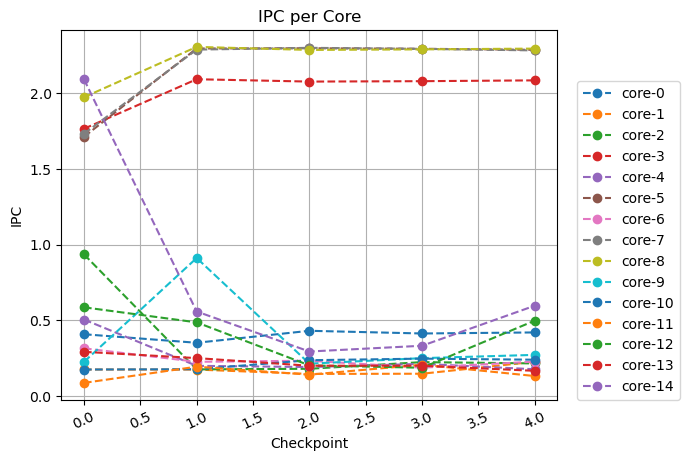 IPC per Core
IPC
2.0
1.5
1.0
0.5
0.0
0.0
0.5
1.0
1.5
2.0
2.5
3.0
3.5
4.0
Checkpoint
core-0
core-1
core-2
core-3
core-4
core-5
core-6
core-7
core-8
core-9
core-10
core-11
core-12
core-13
core-14